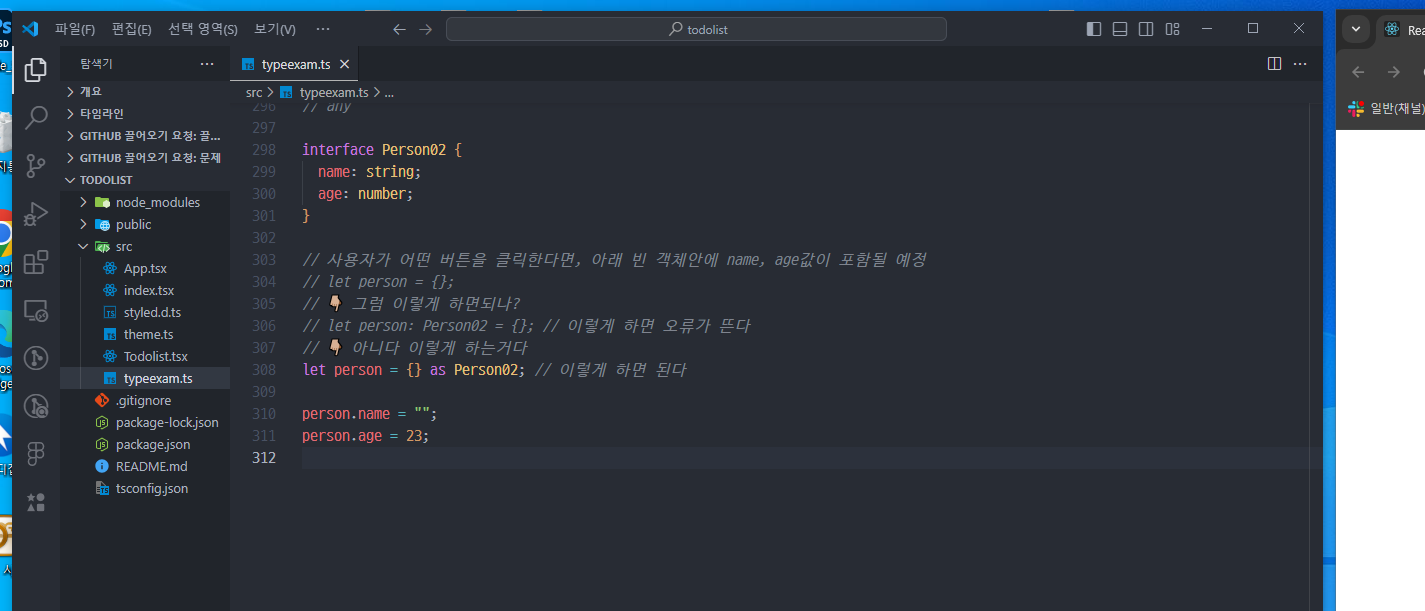 파일(F) 편집(E) 선택 영역(S) 보기(V) ··· todolist
탐색기 ···
typeexam.ts
개요
타임라인
GITHUB 끌어오기 요청: 끌...
GITHUB 끌어오기 요청: 문제
TODOLIST
node_modules
public
src
App.tsx
index.tsx
styled.d.ts
theme.ts
Todolist.tsx
typeexam.ts
.gitignore
package-lock.json
package.json
README.md
tsconfig.json
src > typeexam.ts > ...
296 // any
297
298 interface Person02 {
299 name: string;
300 age: number;
301 }
302
303 // 사용자가 어떤 버튼을 클릭한다면, 아래 빈 객체안에 name, age값이 포함될 예정
304 // let person = {};
305 // 👇🏽 그럼 이렇게 하면되나?
306 // let person: Person02 = {}; // 이렇게 하면 오류가 뜬다
307 // 👇🏽 아니다 이렇게 하는거다
308 let person = {} as Person02; // 이렇게 하면 된다
309
310 person.name = "";
311 person.age = 23;
312
Rea
일반(채널)